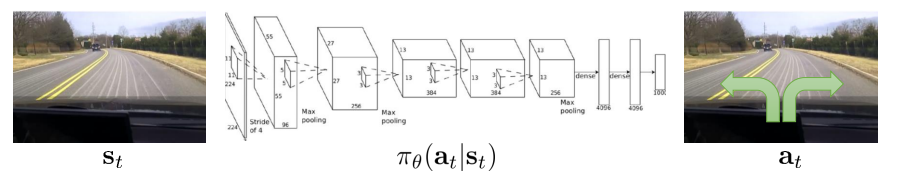 55
27
13
13
13
11
11
5
5
3
3
3
3
3
3
224
55
27
13
13
13
dense
dense
224
Stride
of 4
96
Max
pooling
256
Max
pooling
384
384
256
Max
pooling
4096
4096
s_t
π_θ(a_t|s_t)
a_t